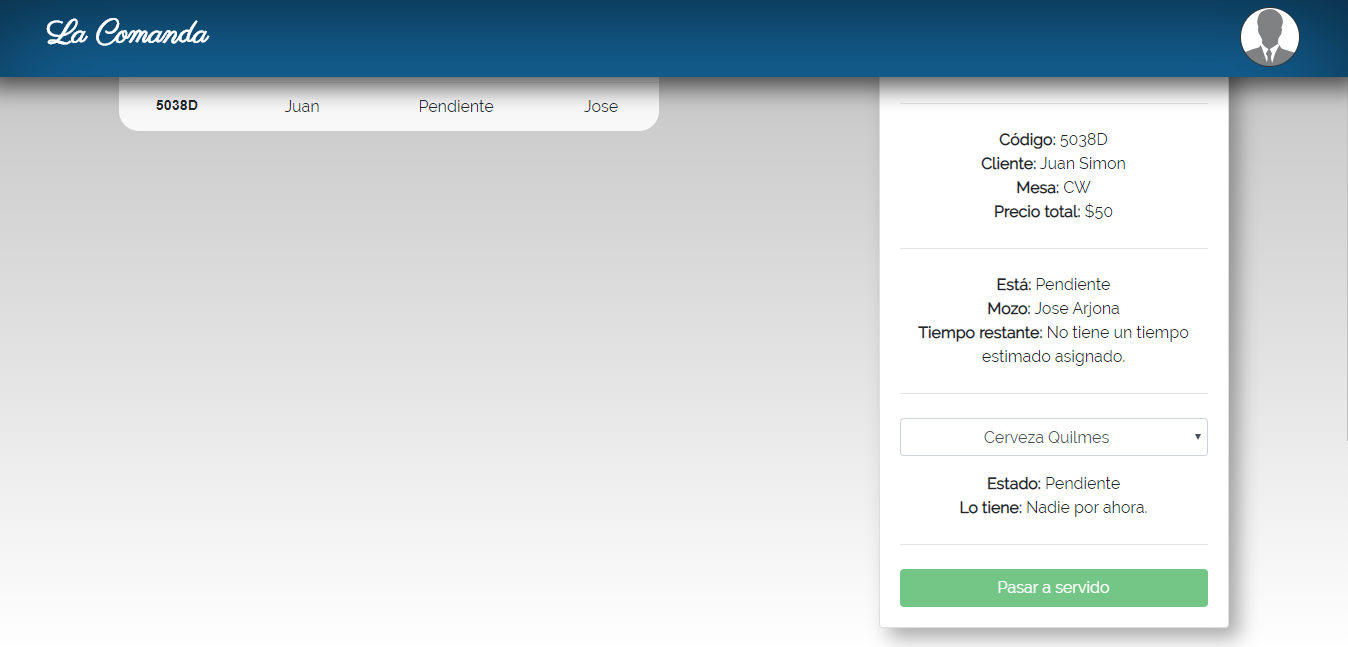 La Comanda
5038D Juan Pendiente Jose
Código: 5038D
Cliente: Juan Simon
Mesa: CW
Precio total: $50
Está: Pendiente
Mozo: Jose Arjona
Tiempo restante: No tiene un tiempo
estimado asignado.
Cerveza Quilmes
Estado: Pendiente
Lo tiene: Nadie por ahora.
Pasar a servido